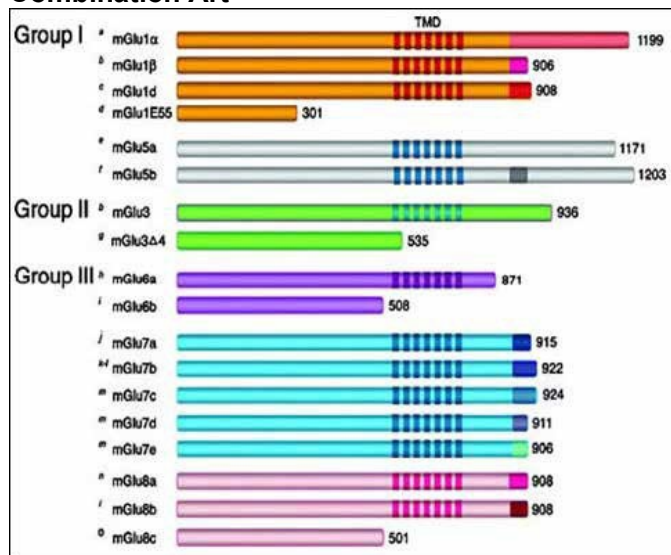 Combination Art
TMD
Group I a mGlu1α 1199
b mGlu1β 906
c mGlu1d 908
d mGlu1E55 301
e mGlu5a 1171
f mGlu5b 1203
Group II b mGlu3 936
g mGlu3Δ4 535
Group III h mGlu6a 871
i mGlu6b 508
j mGlu7a 915
k-l mGlu7b 922
m mGlu7c 924
m mGlu7d 911
m mGlu7e 906
n mGlu8a 908
i mGlu8b 908
o mGlu8c 501